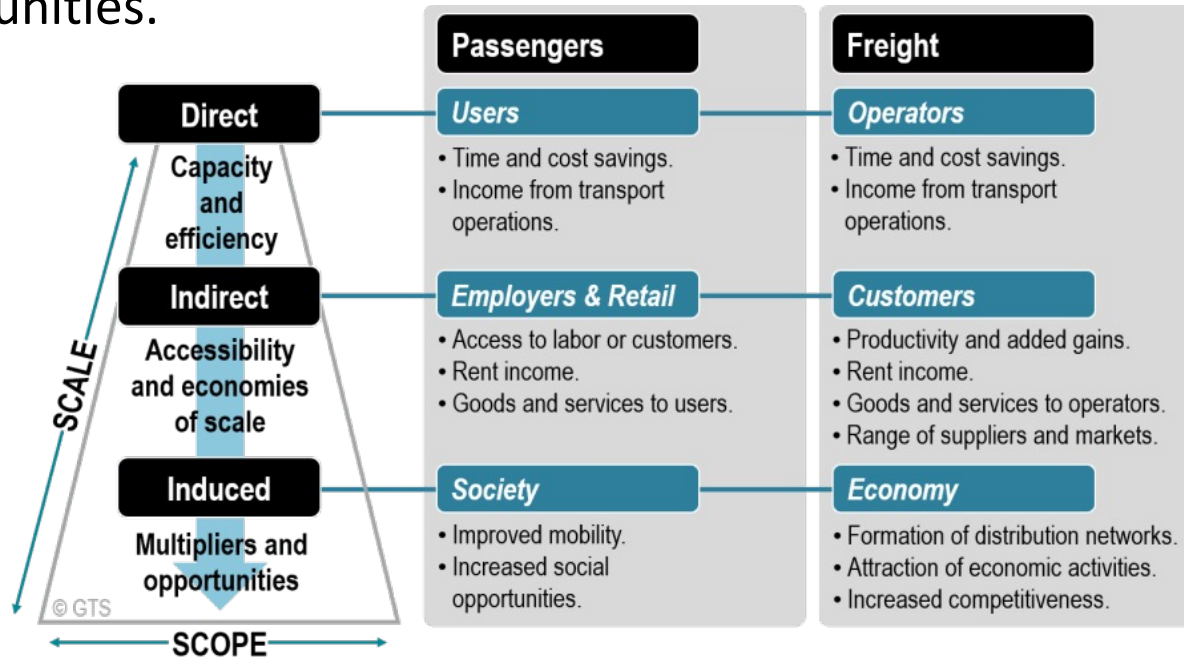 unities.
Passengers
Freight
Direct
Users
Operators
Capacity
and
efficiency
• Time and cost savings.
• Income from transport
operations.
• Time and cost savings.
• Income from transport
operations.
Indirect
Employers & Retail
Customers
Accessibility
and economies
of scale
• Access to labor or customers.
• Rent income.
• Goods and services to users.
• Productivity and added gains.
• Rent income.
• Goods and services to operators.
• Range of suppliers and markets.
SCALE
Induced
Society
Economy
Multipliers and
opportunities
• Improved mobility.
• Increased social
opportunities.
• Formation of distribution networks.
• Attraction of economic activities.
• Increased competitiveness.
© GTS
SCOPE